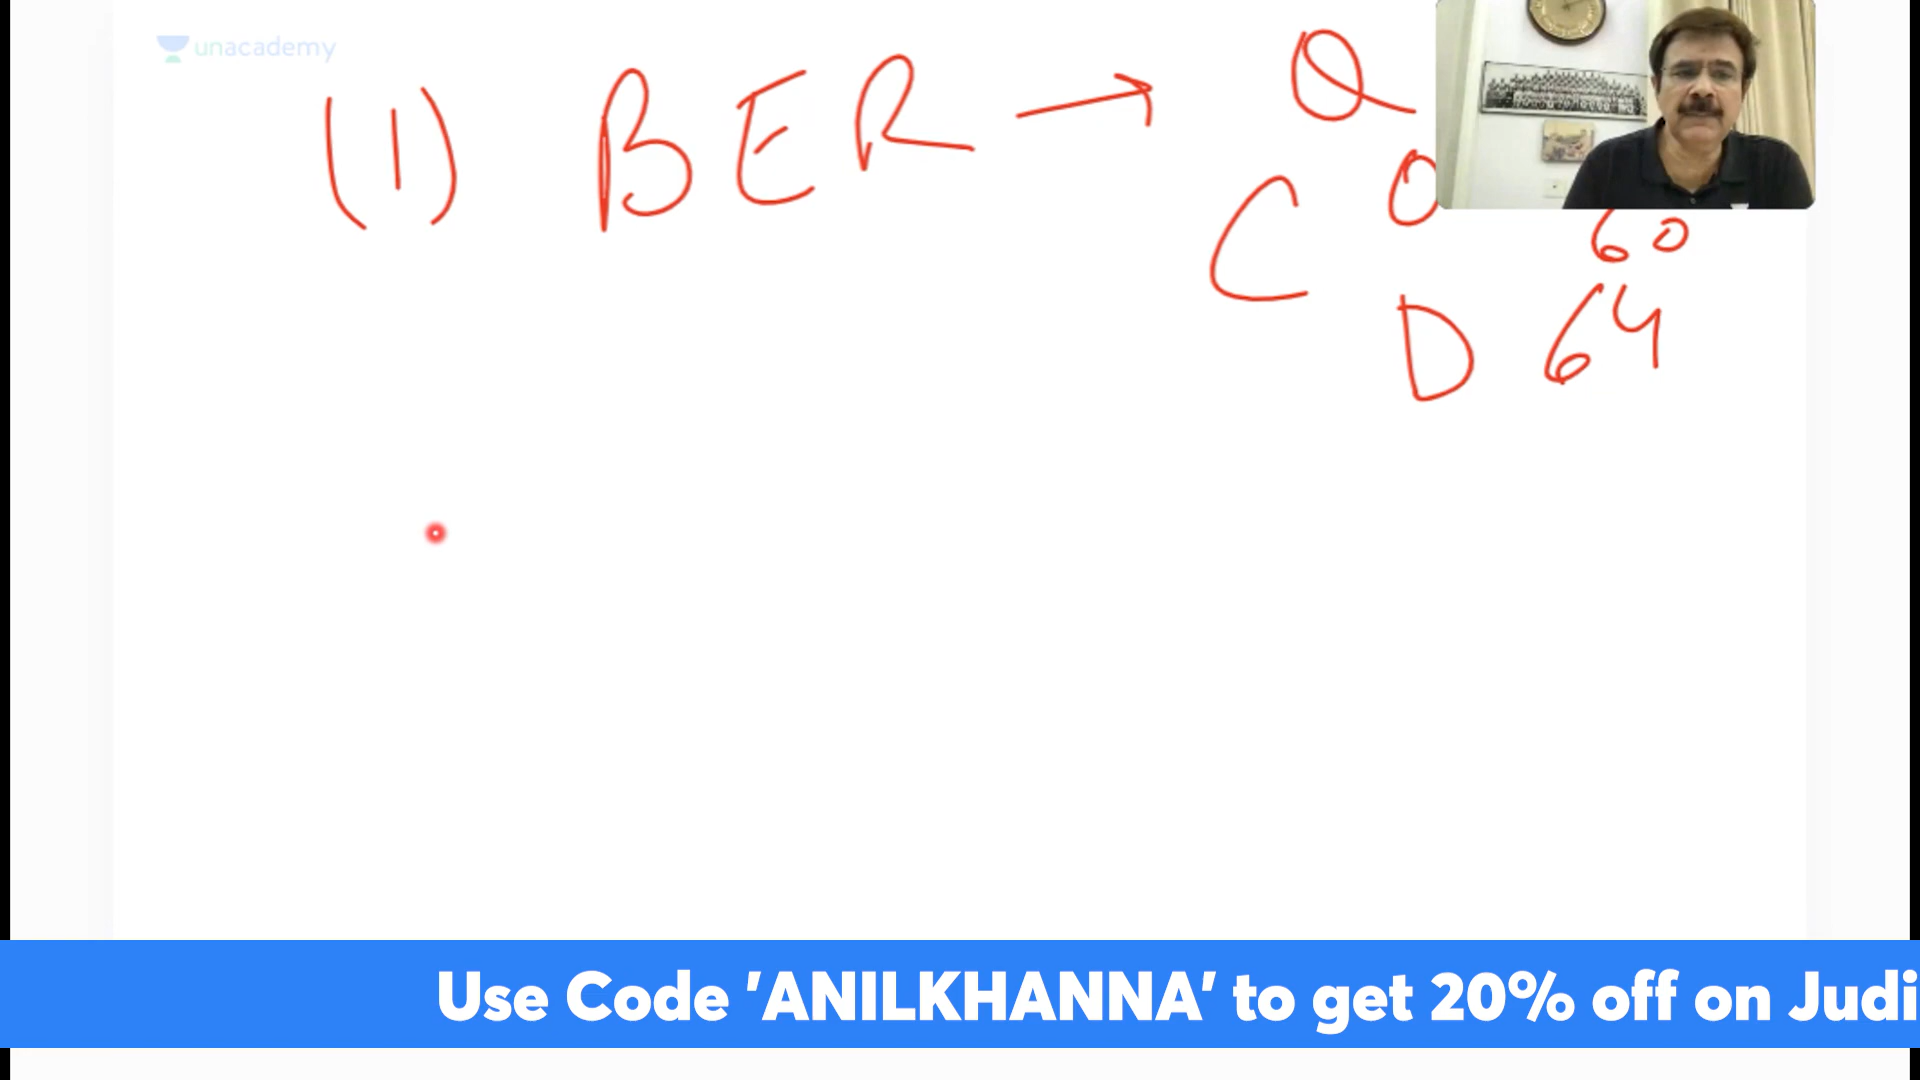 unacademy
(1) BER → Q
O
C 60
D 64
Use Code 'ANILKHANNA' to get 20% off on Judi